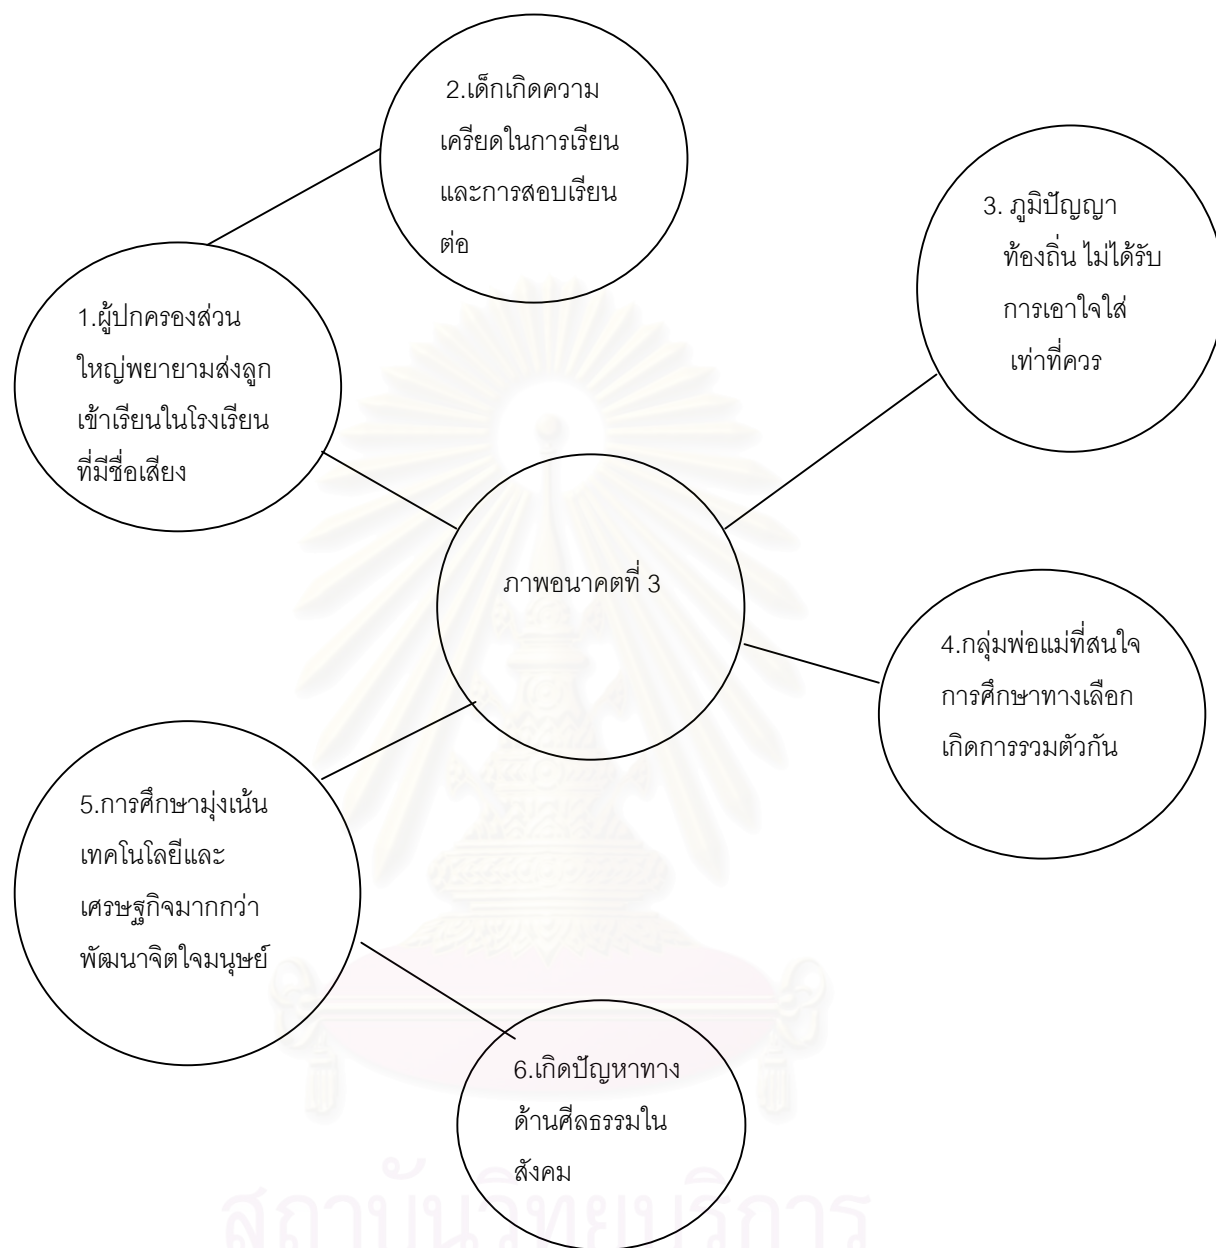 2.เด็กเกิดความ
เครียดในการเรียน
และการสอบเรียน
ต่อ
3. ภูมิปัญญา
ท้องถิ่น ไม่ได้รับ
การเอาใจใส่
เท่าที่ควร
1.ผู้ปกครองส่วน
ใหญ่พยายามส่งลูก
เข้าเรียนในโรงเรียน
ที่มีชื่อเสียง
ภาพอนาคตที่ 3
4.กลุ่มพ่อแม่ที่สนใจ
การศึกษาทางเลือก
เกิดการรวมตัวกัน
5.การศึกษามุ่งเน้น
เทคโนโลยีและ
เศรษฐกิจมากกว่า
พัฒนาจิตใจมนุษย์
6.เกิดปัญหาทาง
ด้านศีลธรรมใน
สังคม
สถาบันวิทยบริการ